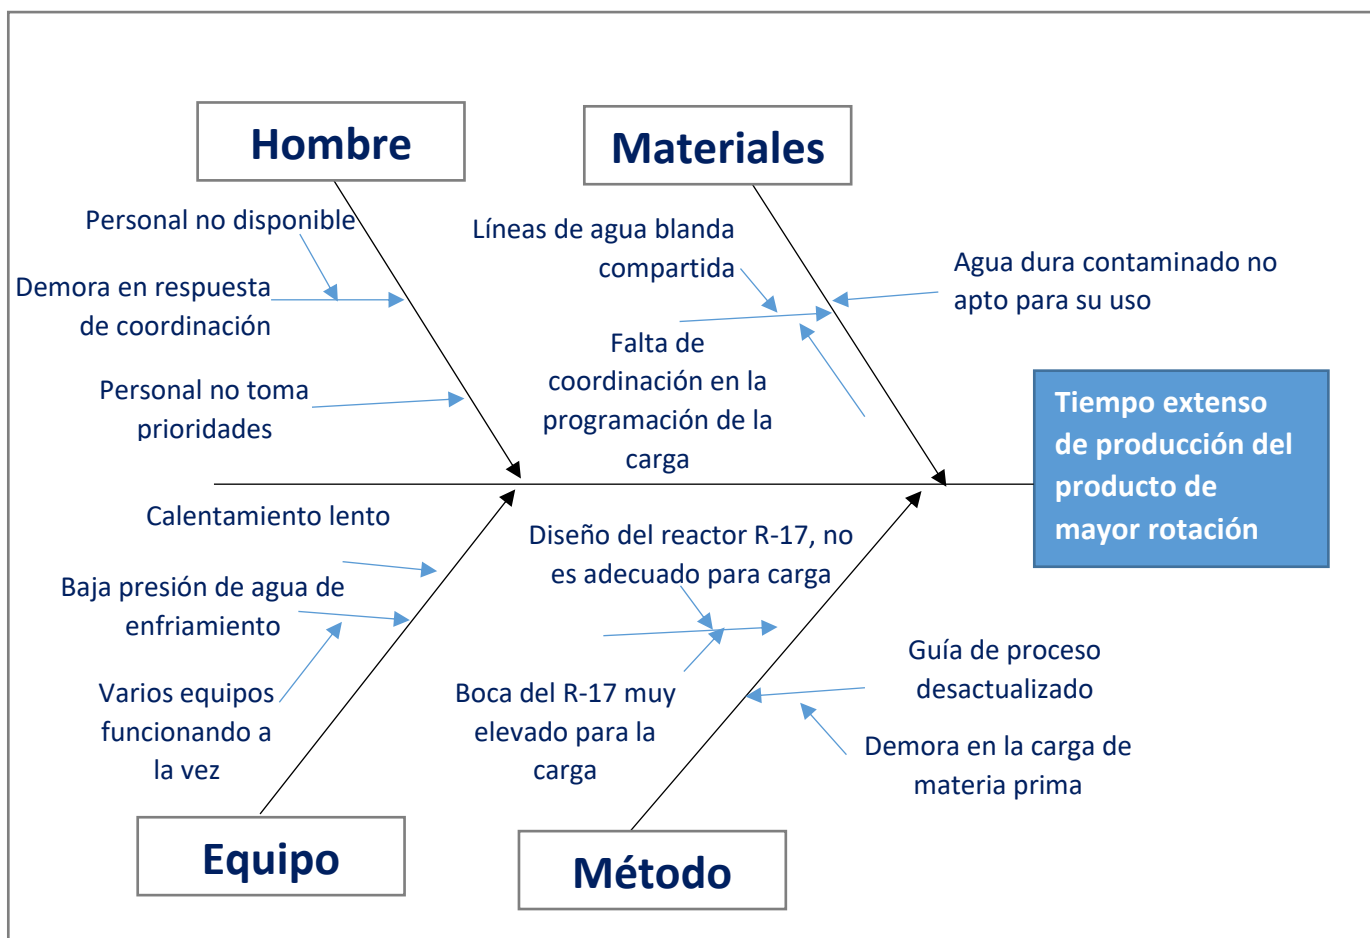 Hombre
Materiales
Personal no disponible
Demora en respuesta
de coordinación
Personal no toma
prioridades
Líneas de agua blanda
compartida
Agua dura contaminado no
apto para su uso
Falta de
coordinación en la
programación de la
carga
Tiempo extenso
de producción del
producto de
mayor rotación
Calentamiento lento
Baja presión de agua de
enfriamiento
Varios equipos
funcionando a
la vez
Diseño del reactor R-17, no
es adecuado para carga
Boca del R-17 muy
elevado para la
carga
Guía de proceso
desactualizado
Demora en la carga de
materia prima
Equipo
Método